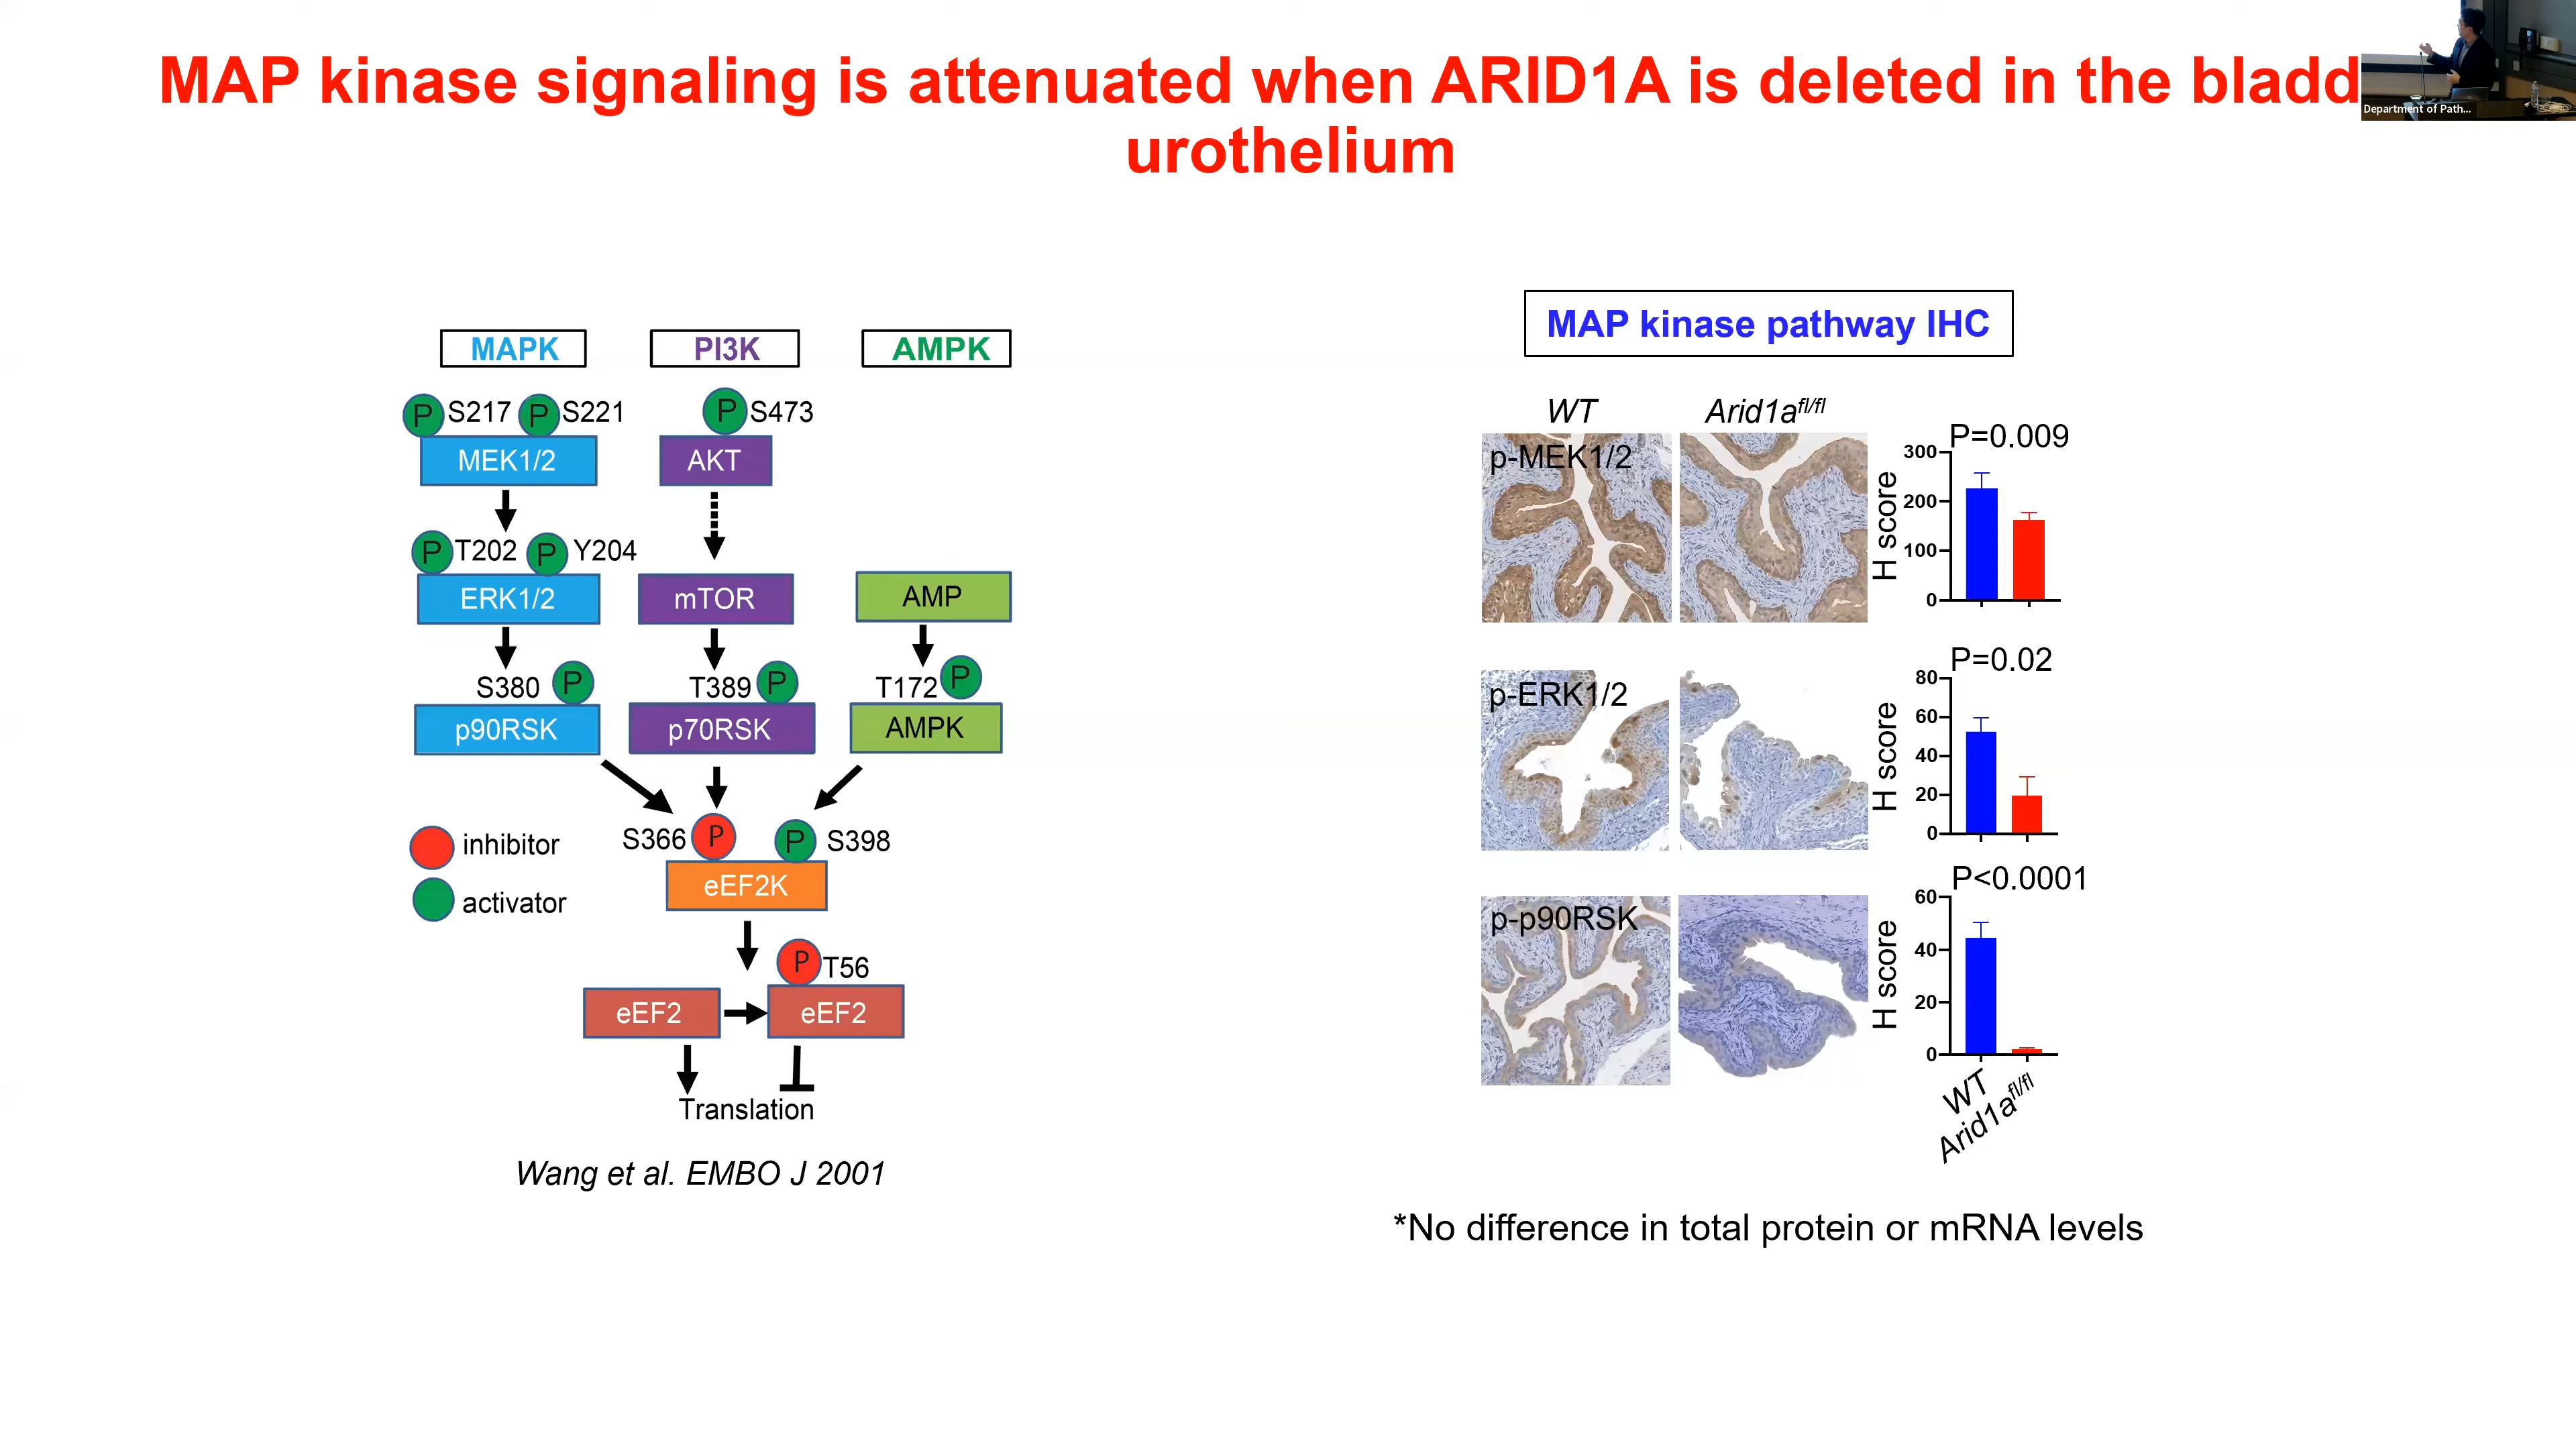 MAP kinase signaling is attenuated when ARID1A is deleted in the bladd
urothelium
Department of Path...
MAPK
PI3K
AMPK
P S217 P S221
P S473
MEK1/2
AKT
P T202 P Y204
ERK1/2
mTOR
AMP
S380 P
T389 P
T172 P
p90RSK
p70RSK
AMPK
S366 P
P S398
inhibitor
activator
eEF2K
P T56
eEF2
eEF2
Translation
Wang et al. EMBO J 2001
MAP kinase pathway IHC
WT
Arid1afl/fl
p-MEK1/2
P=0.009
H score
300
200
100
0
p-ERK1/2
P=0.02
H score
80
60
40
20
0
p-p90RSK
P<0.0001
H score
60
40
20
0
WT
Arid1afl/fl
*No difference in total protein or mRNA levels